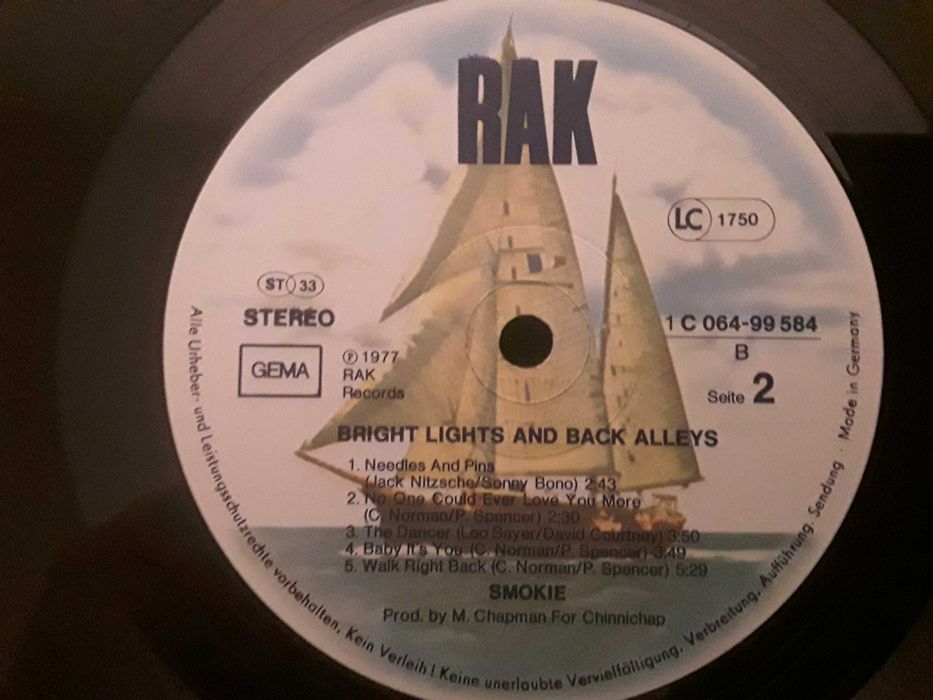 RAK
LC 1750
ST 33
STEREO
GEMA
℗ 1977
RAK
Records
1 C 064-99 584
B
Seite 2
BRIGHT LIGHTS AND BACK ALLEYS
1. Needles And Pins
(Jack Nitzsche/Sonny Bono) 2:43
2. No One Could Ever Love You More
(C. Norman/P. Spencer) 2:30
3. The Dancer (Leo Sayer/David Courtney) 3:50
4. Baby It's You (C. Norman/P. Spencer) 3:49
5. Walk Right Back (C. Norman/P. Spencer) 5:29
SMOKIE
Prod. by M. Chapman For Chinnichap
Alle Urheber- und Leistungsschutzrechte vorbehalten. Kein Verleih! Keine unerlaubte Vervielfältigung, Verbreitung, Aufführung, Sendung. Made in Germany